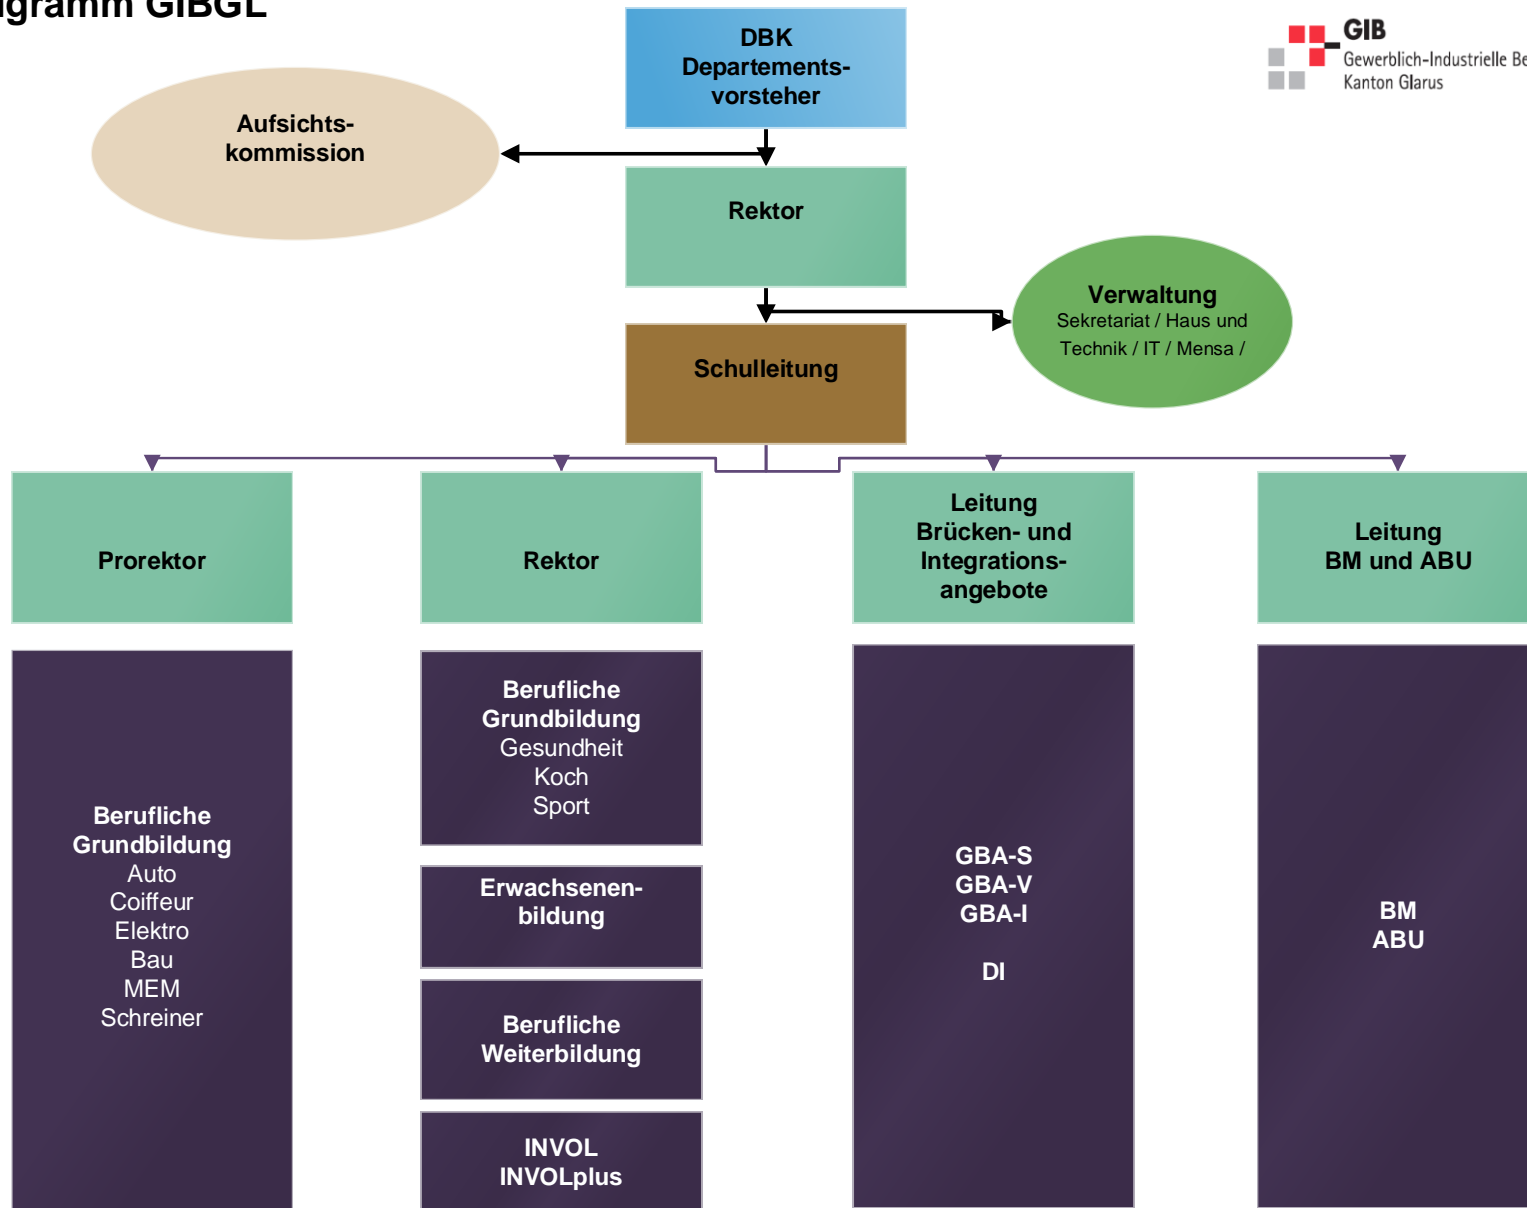 GIBGL
DBK
Departements-
vorsteher
GIB
Gewerblich-Industrielle
Kanton Glarus
Aufsichts-
kommission
Rektor
Verwaltung
Sekretariat / Haus und
Technik / IT / Mensa /
Schulleitung
Prorektor
Rektor
Leitung
Brücken- und
Integrations-
angebote
Leitung
BM und ABU
Berufliche
Grundbildung
Auto
Coiffeur
Elektro
Bau
MEM
Schreiner
Berufliche
Grundbildung
Gesundheit
Koch
Sport
Erwachsenen-
bildung
Berufliche
Weiterbildung
INVOL
INVOLplus
GBA-S
GBA-V
GBA-I
DI
BM
ABU